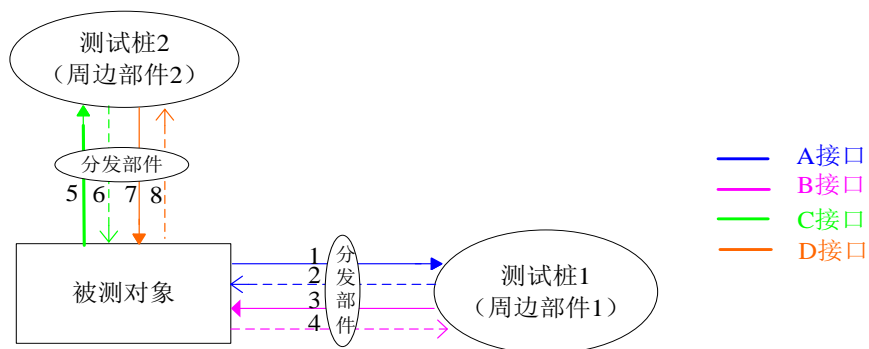 测试桩2
（周边部件2）
分发部件
5 6 7 8
被测对象
1
2
3
4
分
发
部
件
测试桩1
（周边部件1）
A接口
B接口
C接口
D接口